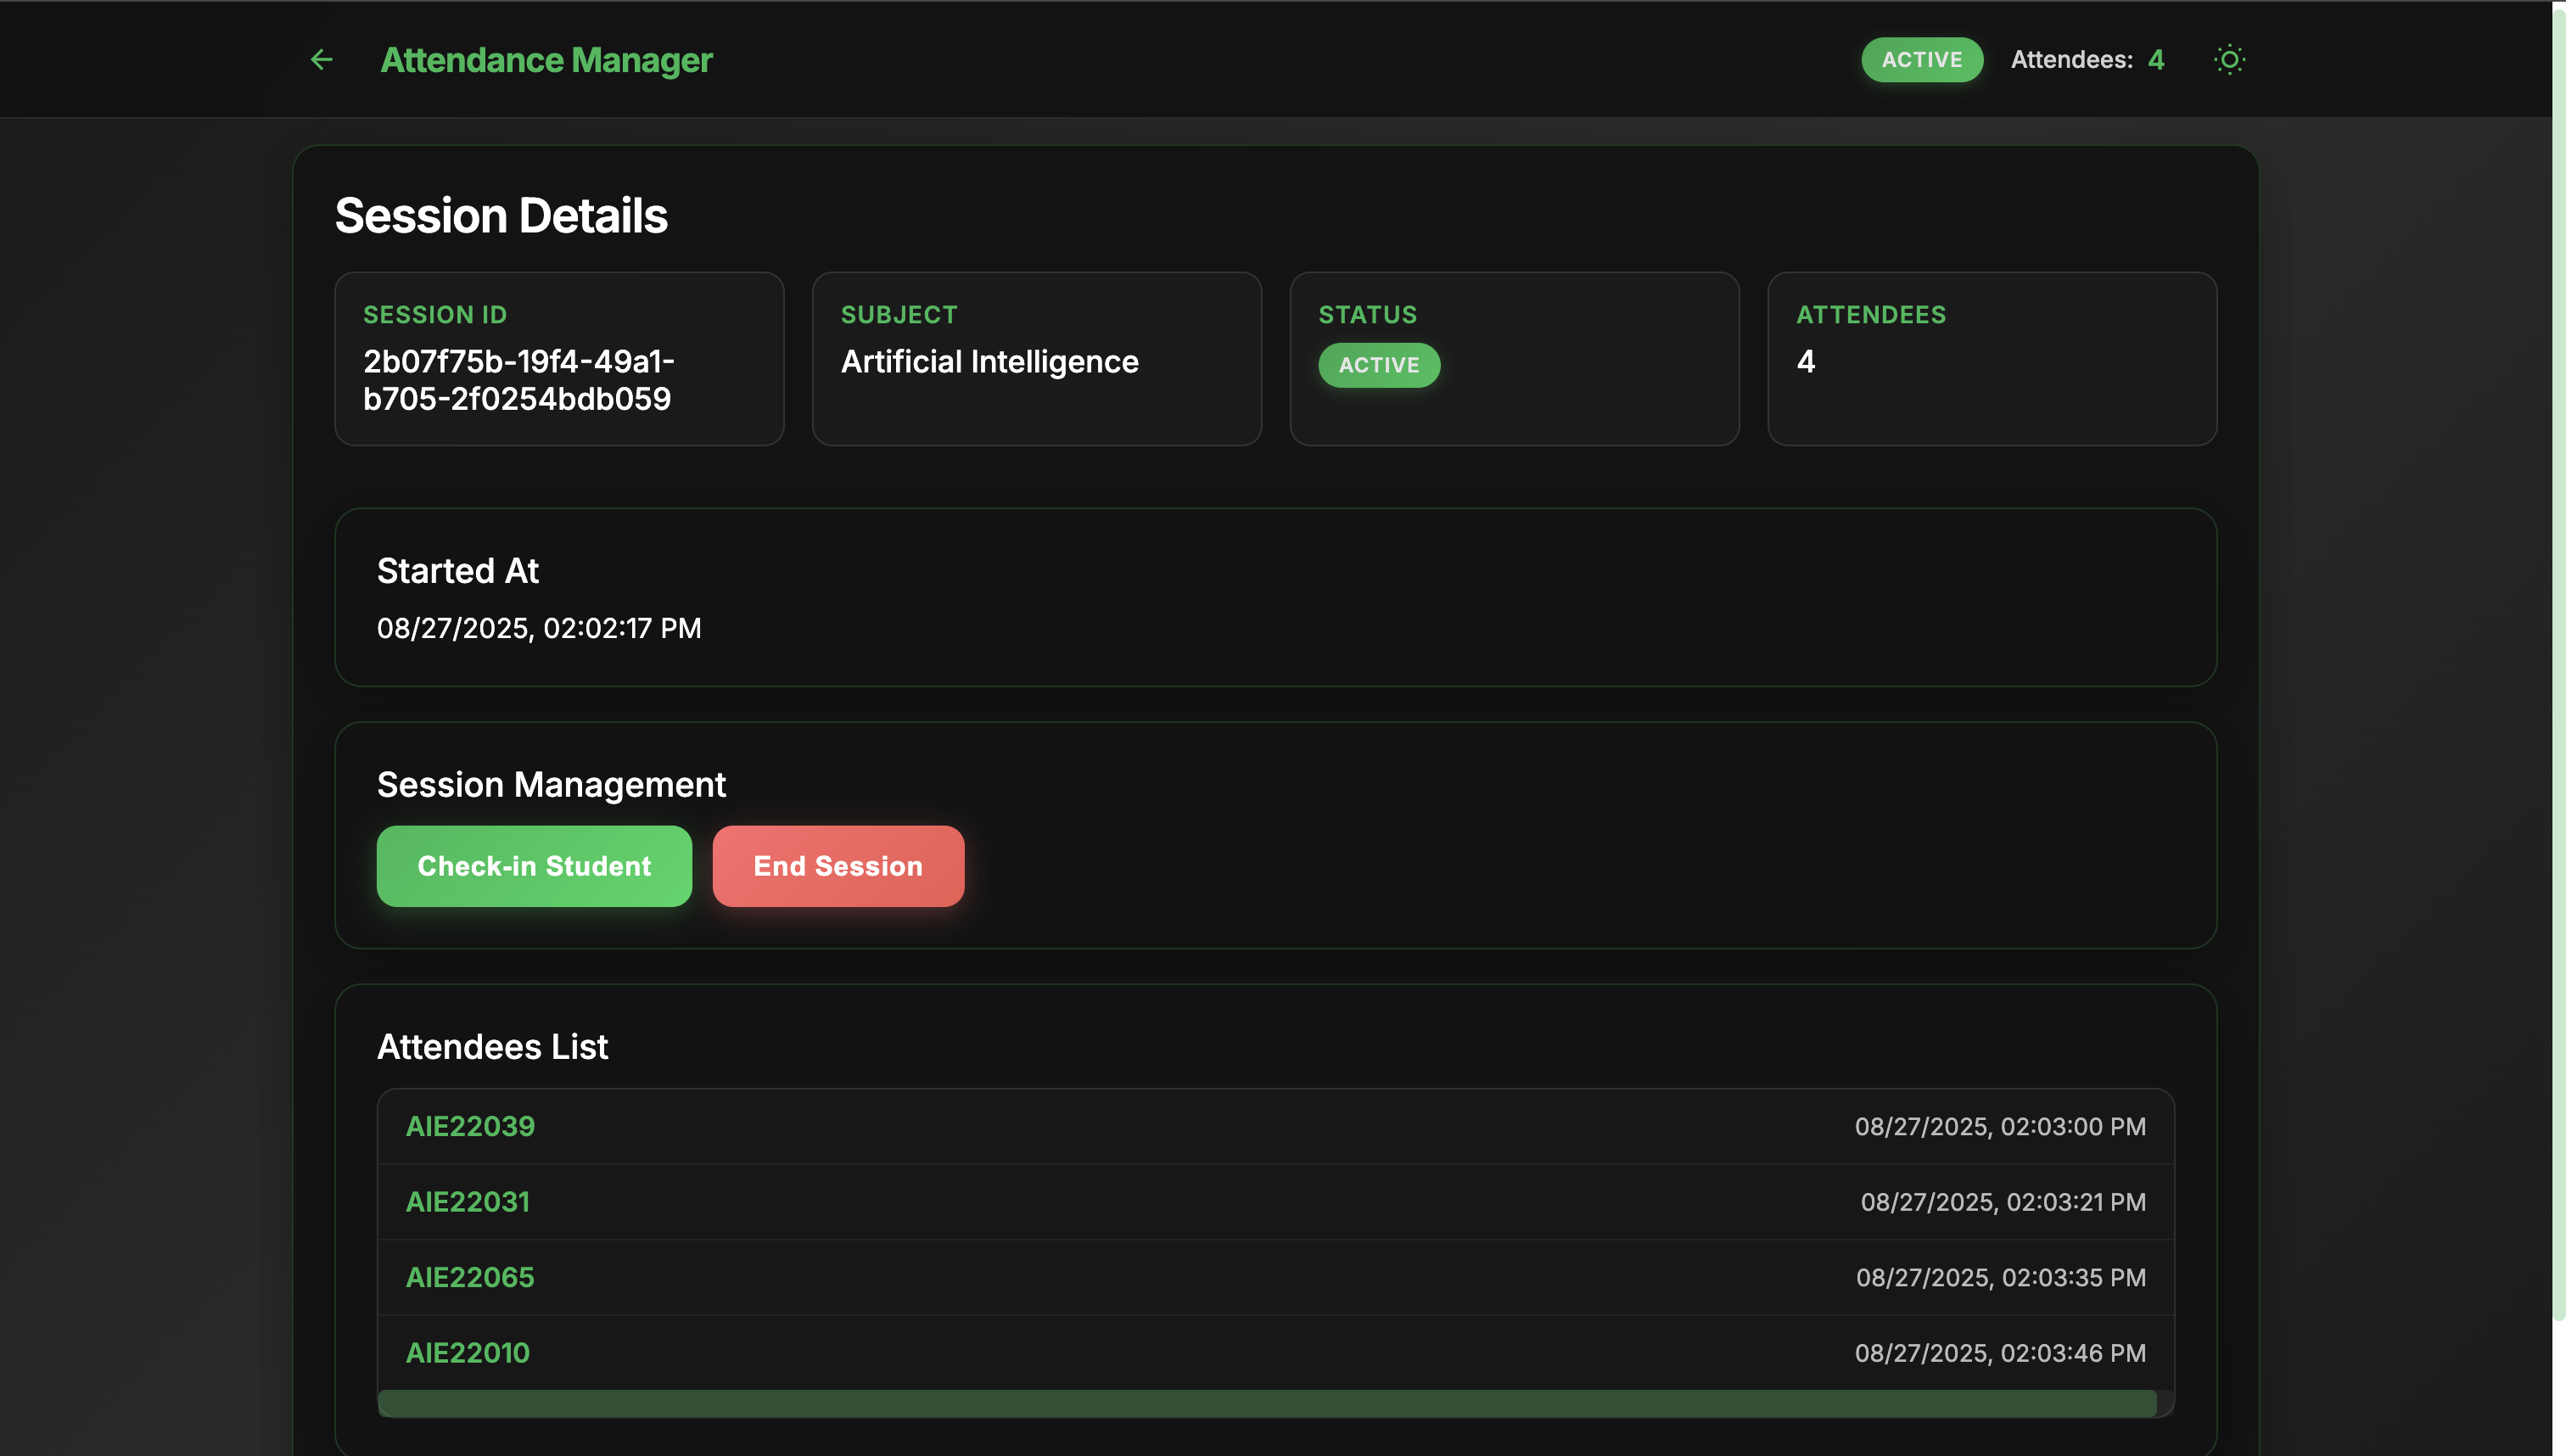 Attendance Manager
ACTIVE
Attendees: 4
Session Details
SESSION ID
2b07f75b-19f4-49a1-
b705-2f0254bdb059
SUBJECT
Artificial Intelligence
STATUS
ACTIVE
ATTENDEES
4
Started At
08/27/2025, 02:02:17 PM
Session Management
Check-in Student
End Session
Attendees List
AIE22039 08/27/2025, 02:03:00 PM
AIE22031 08/27/2025, 02:03:21 PM
AIE22065 08/27/2025, 02:03:35 PM
AIE22010 08/27/2025, 02:03:46 PM